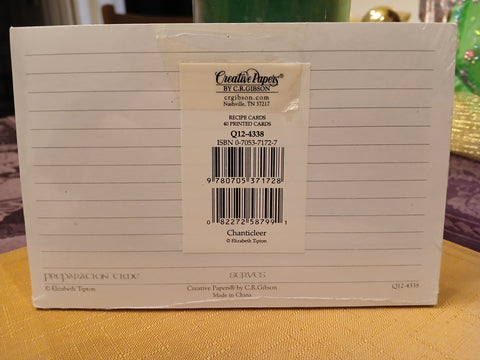 Creative Papers®
BY C.R.GIBSON
crgibson.com
Nashville, TN 37217
RECIPE CARDS
40 PRINTED CARDS
Q12-4338
ISBN 0-7053-7172-7
9 780705 371728
0 82272 58799 1
Chanticleer
© Elizabeth Tipton
preparation time serves
© Elizabeth Tipton Creative Papers® by C.R.Gibson Q12-4338
Made in China